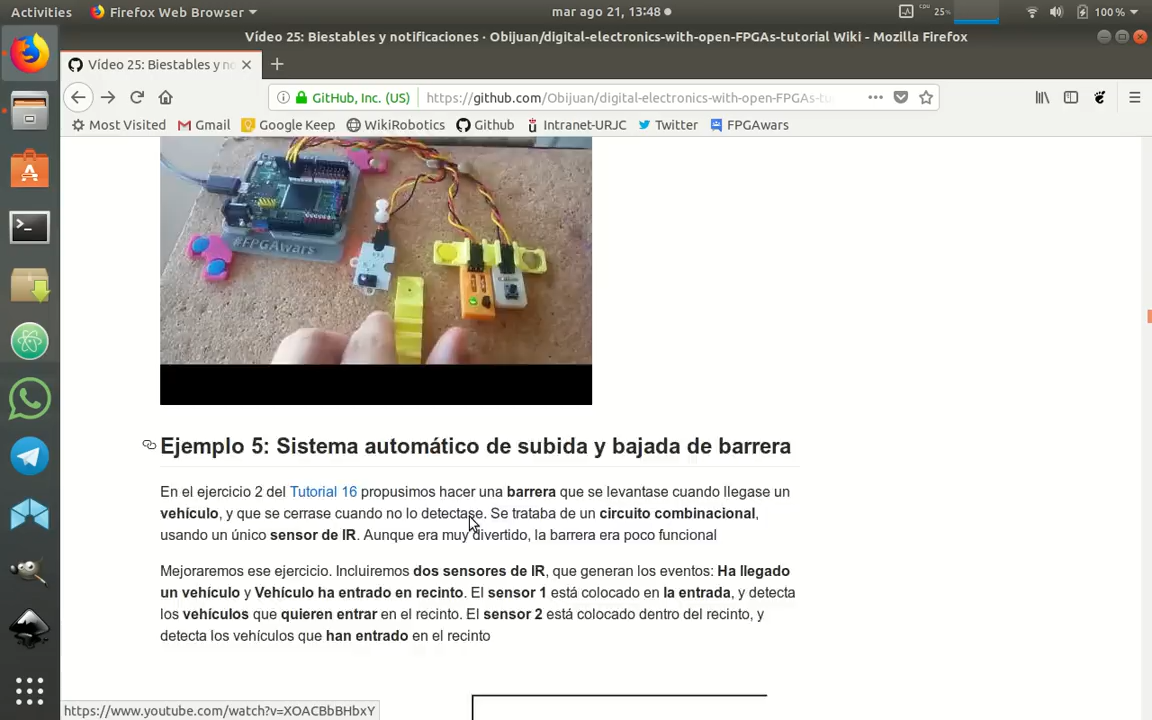 Activities Firefox Web Browser mar ago 21, 13:48 cpu 25% 100 %
Vídeo 25: Biestables y notificaciones · Obijuan/digital-electronics-with-open-FPGAs-tutorial Wiki - Mozilla Firefox
Vídeo 25: Biestables y no
GitHub, Inc. (US) https://github.com/Obijuan/digital-electronics-with-open-FPGAs-tu
Most Visited Gmail Google Keep WikiRobotics Github Intranet-URJC Twitter FPGAwars
#FPGAwars
Ejemplo 5: Sistema automático de subida y bajada de barrera
En el ejercicio 2 del Tutorial 16 propusimos hacer una barrera que se levantase cuando llegase un
vehículo, y que se cerrase cuando no lo detectase. Se trataba de un circuito combinacional,
usando un único sensor de IR. Aunque era muy divertido, la barrera era poco funcional
Mejoraremos ese ejercicio. Incluiremos dos sensores de IR, que generan los eventos: Ha llegado
un vehículo y Vehículo ha entrado en recinto. El sensor 1 está colocado en la entrada, y detecta
los vehículos que quieren entrar en el recinto. El sensor 2 está colocado dentro del recinto, y
detecta los vehículos que han entrado en el recinto
https://www.youtube.com/watch?v=XOACBbBHbxY